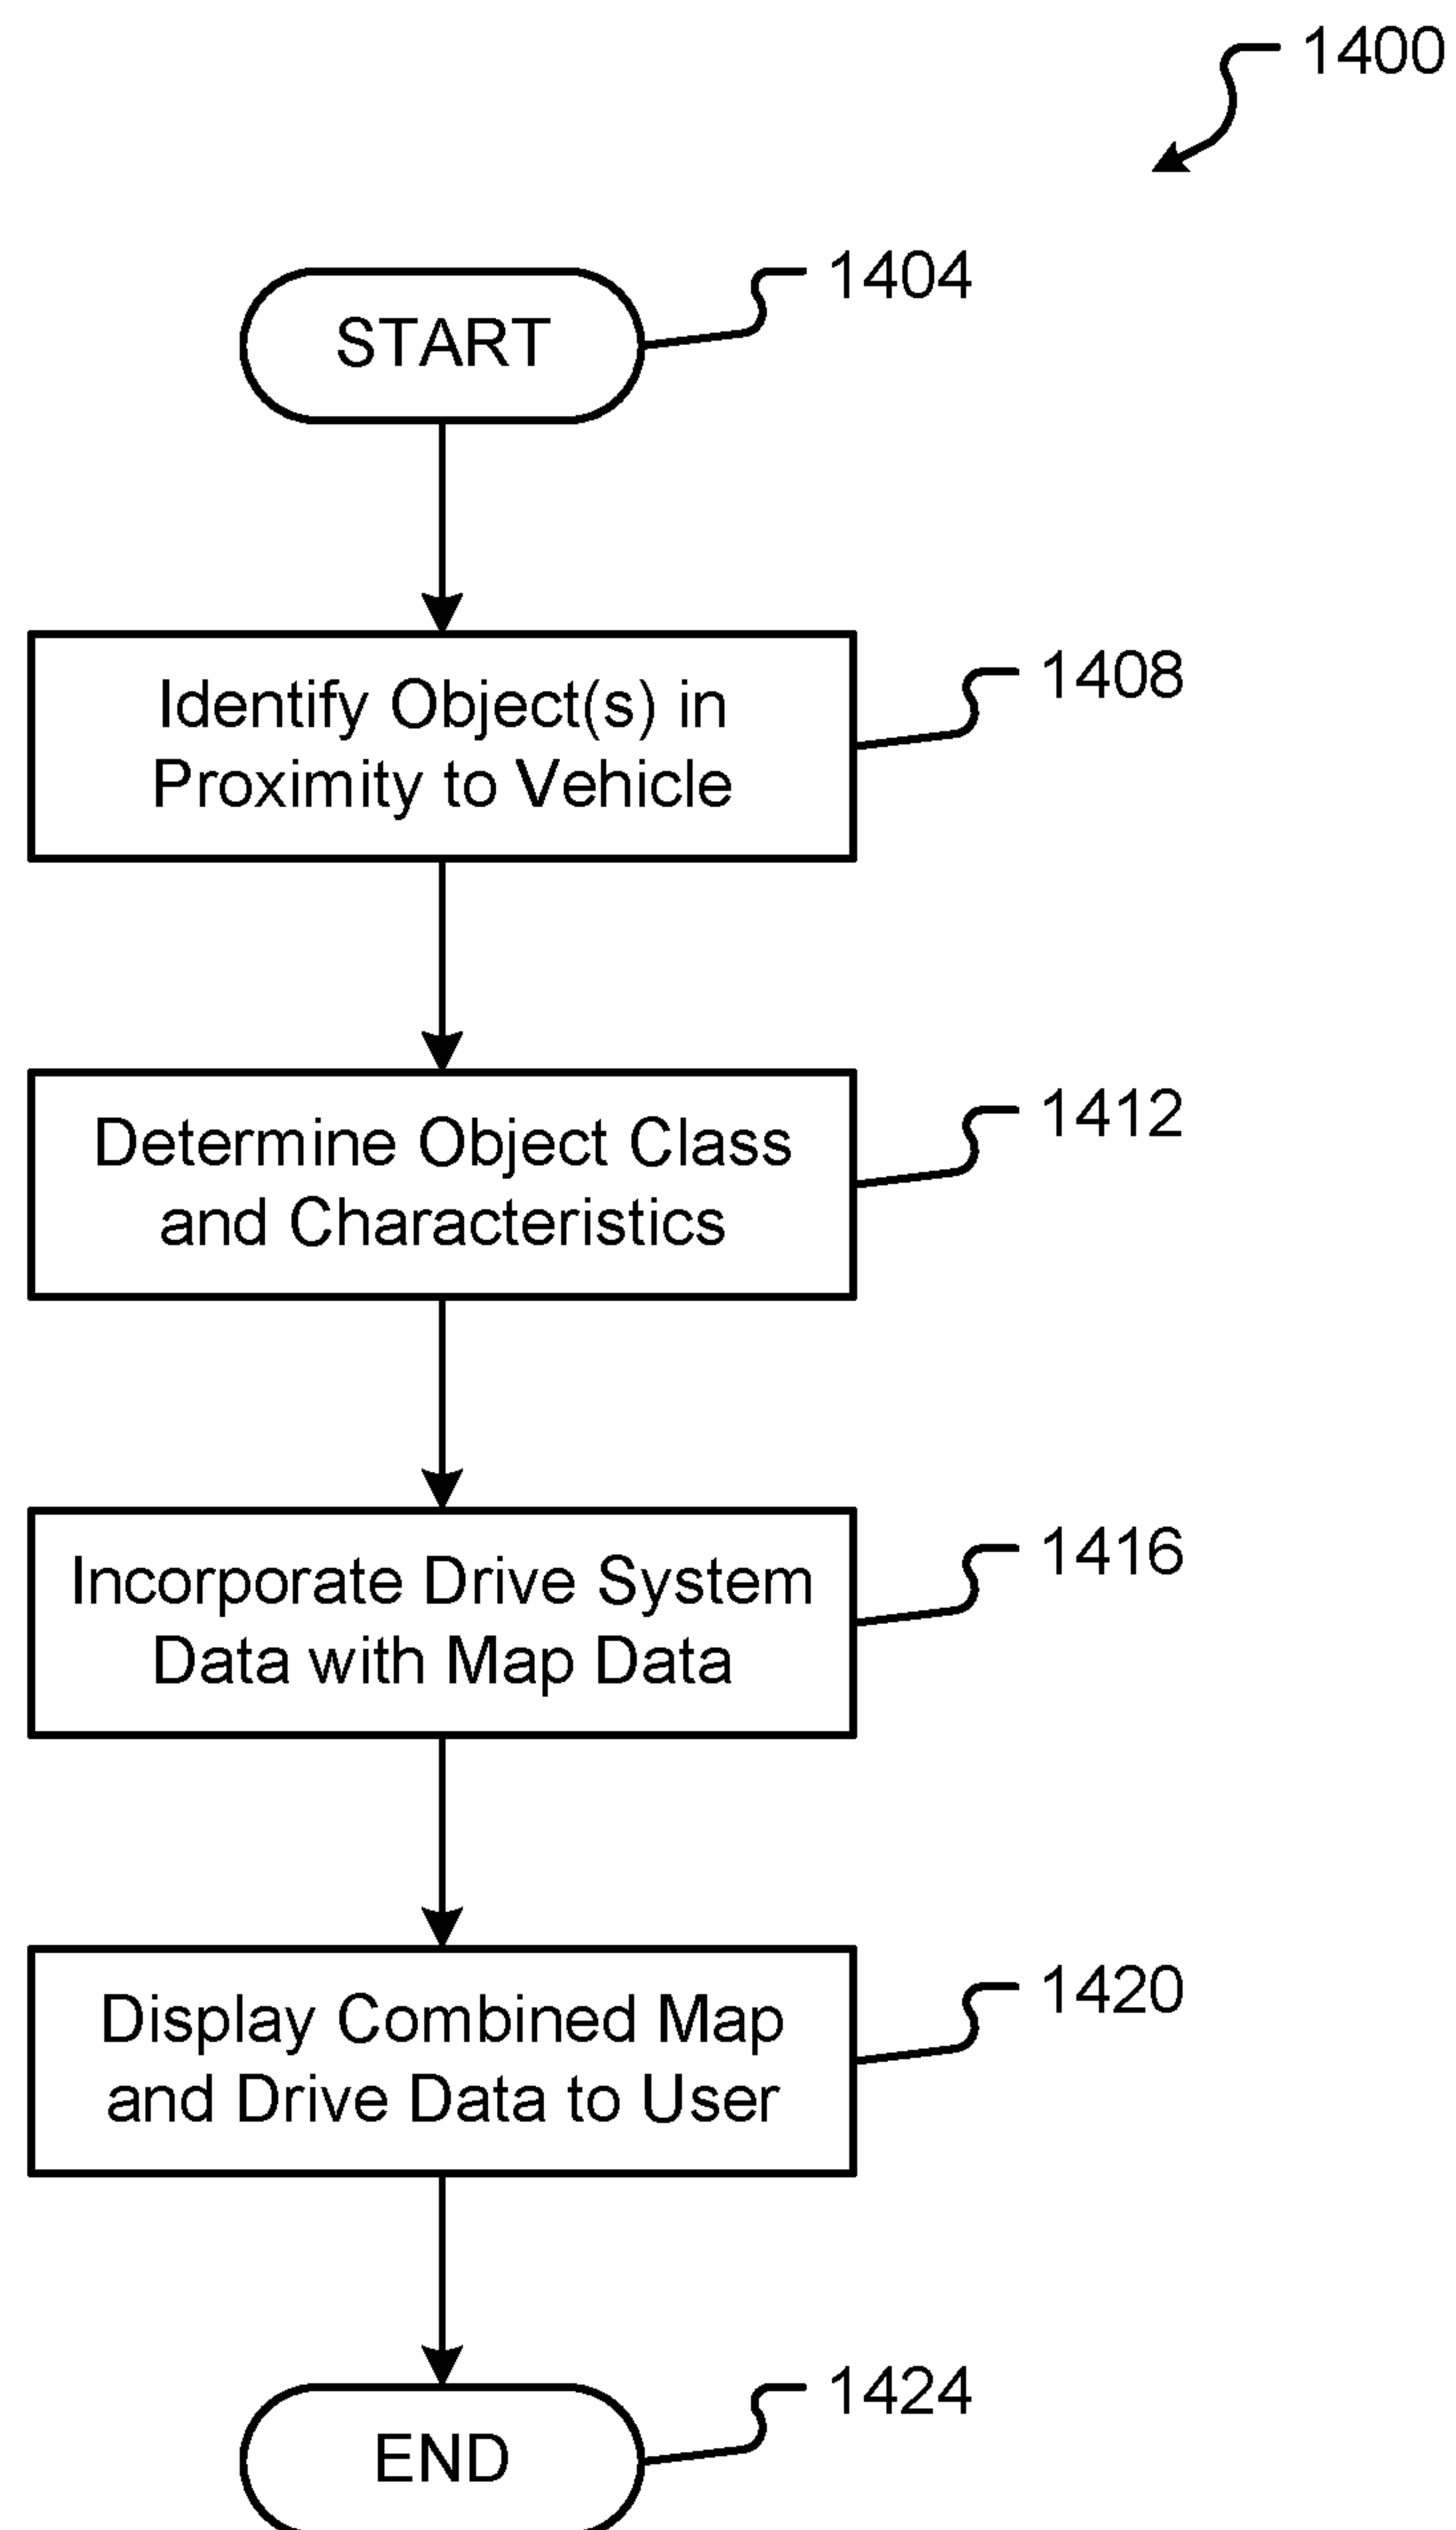 1400
START
1404
Identify Object(s) in
Proximity to Vehicle
1408
Determine Object Class
and Characteristics
1412
Incorporate Drive System
Data with Map Data
1416
Display Combined Map
and Drive Data to User
1420
END
1424